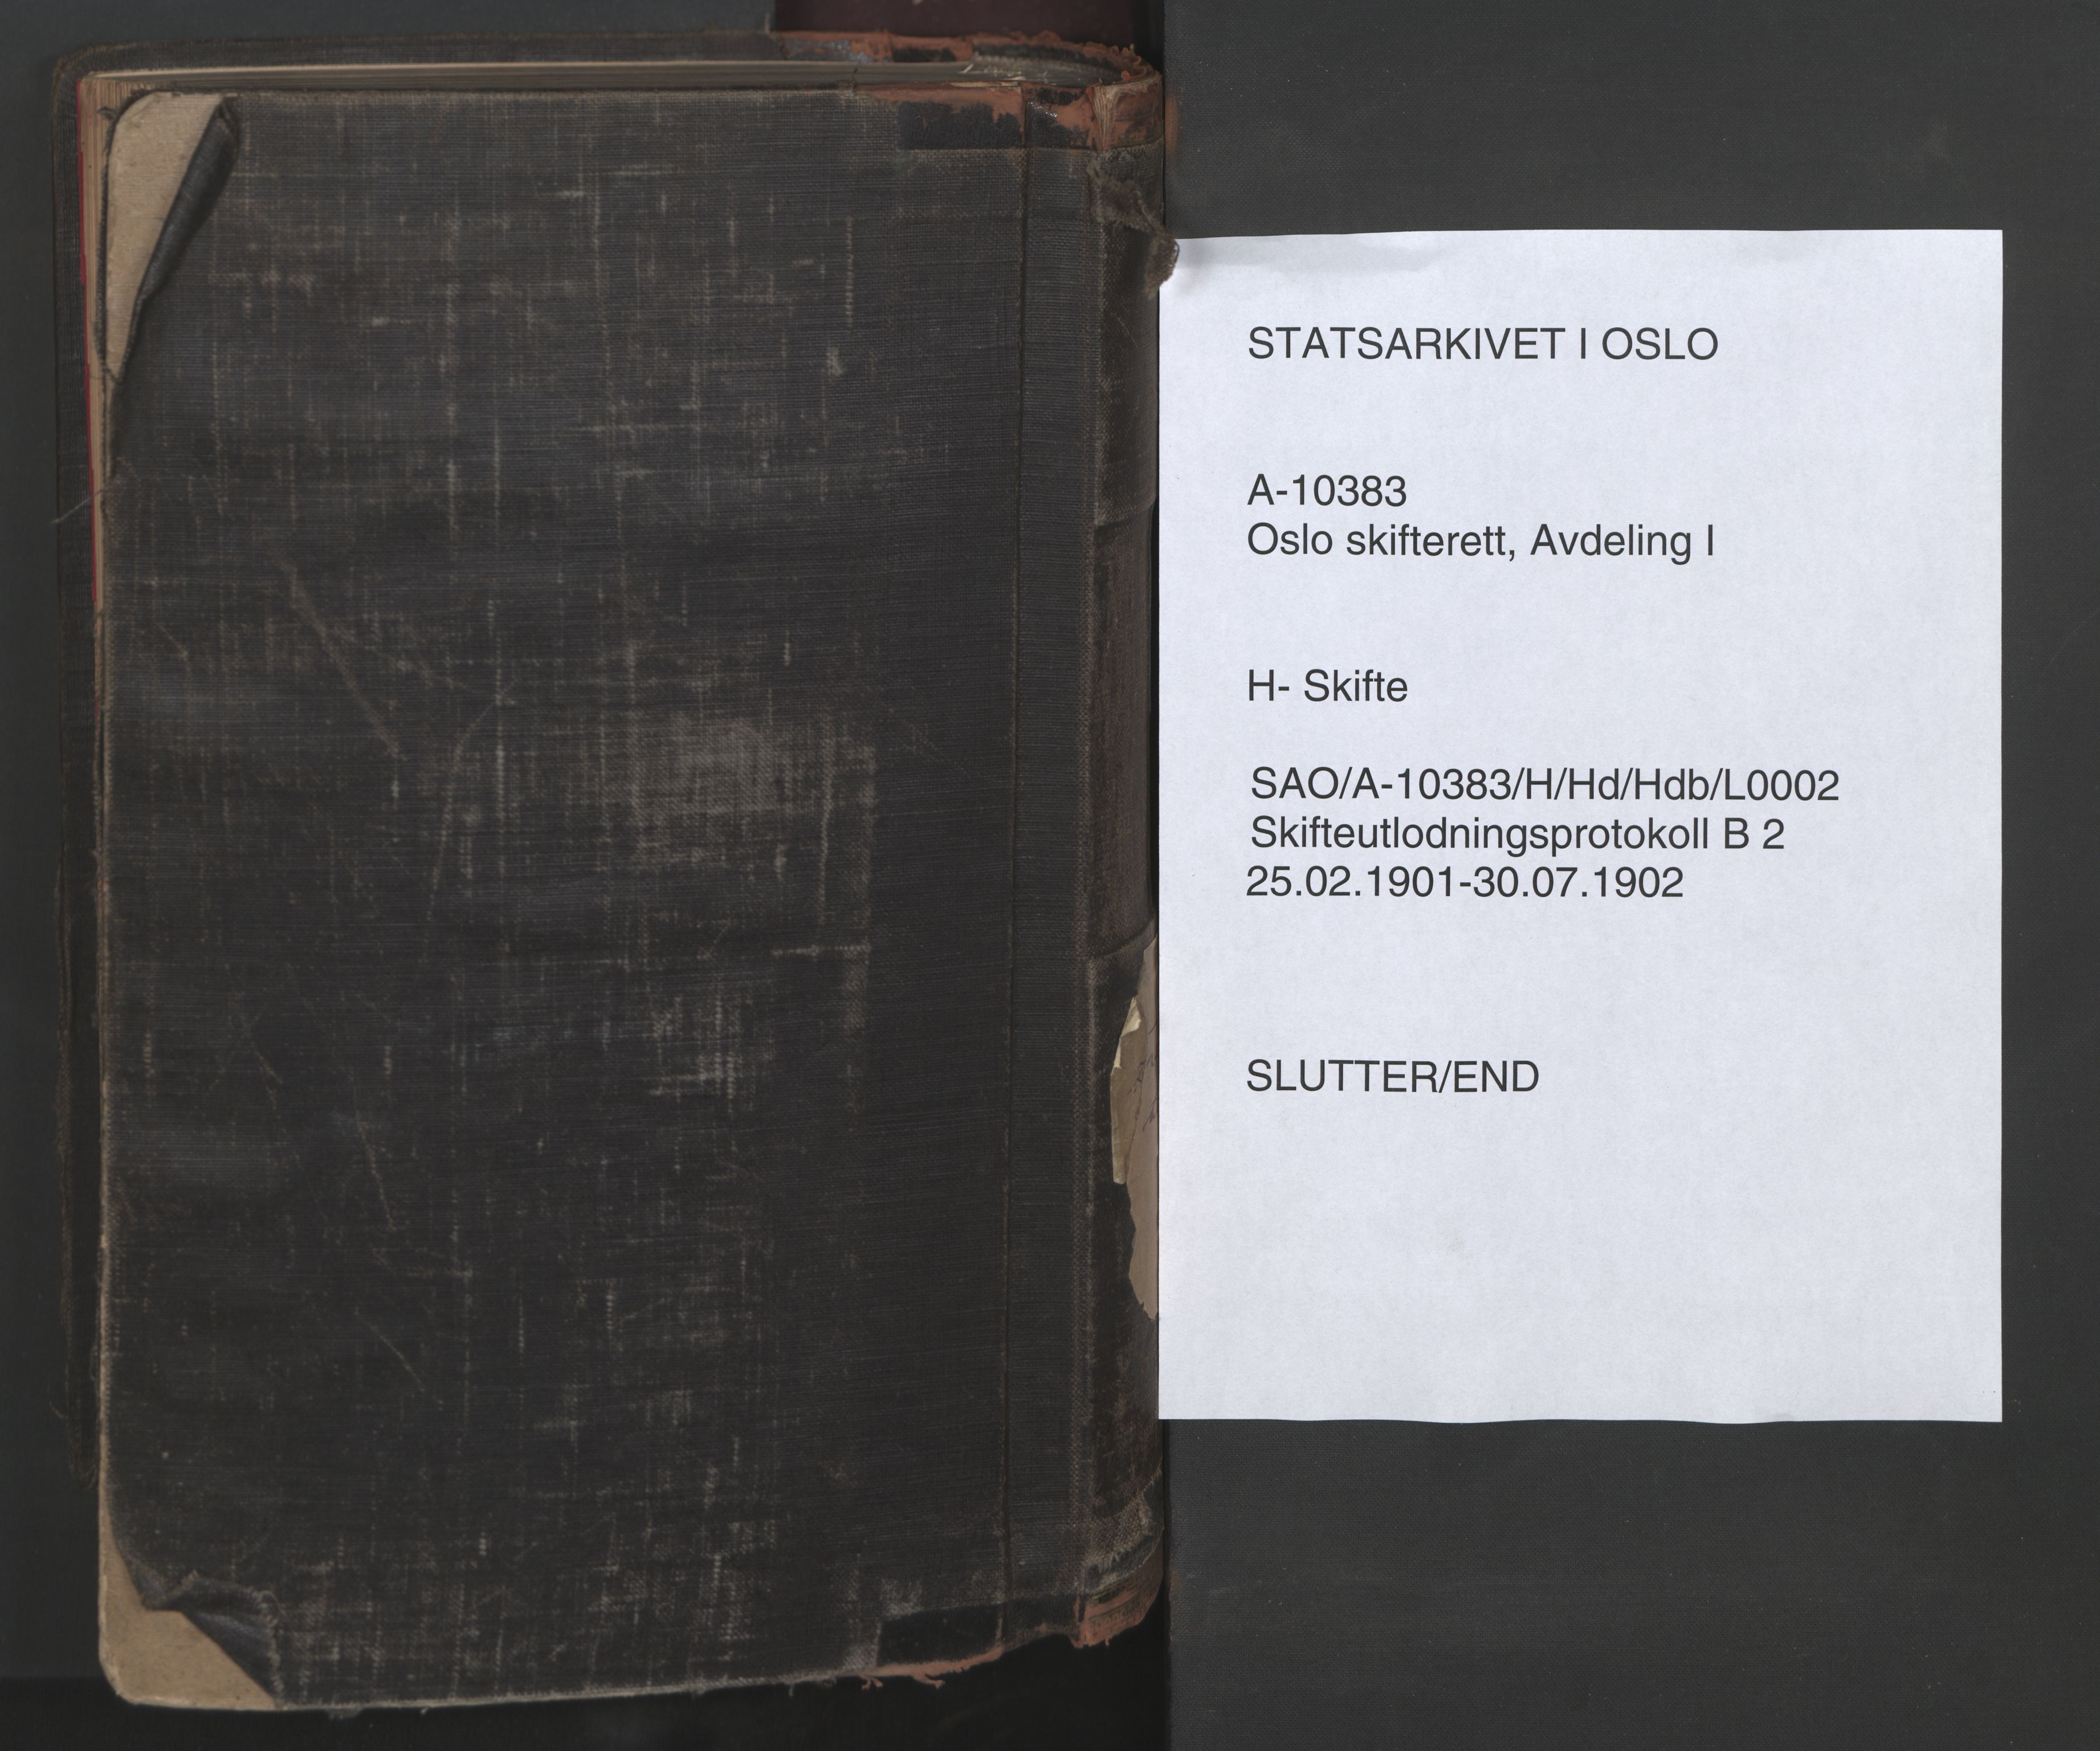 STATSARKIVET I OSLO
A-10383
Oslo skifterett, Avdeling I
H- Skifte
SAO/A-10383/H/Hd/Hdb/L0002
Skifteutlodningsprotokoll B 2
25.02.1901-30.07.1902
SLUTTER/END